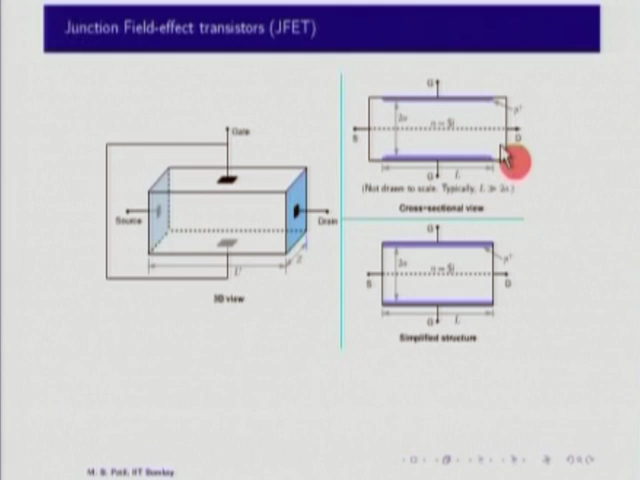 Junction Field-effect transistors (JFET)
Gate
Source
Drain
L'
Z
3D view
G
p⁺
2a
n − Si
S
D
G
L
(Not drawn to scale. Typically, L ≫ 2a.)
Cross-sectional view
G
p⁺
2a
n − Si
S
D
G
L
Simplified structure
M. B. Patil, IIT Bombay